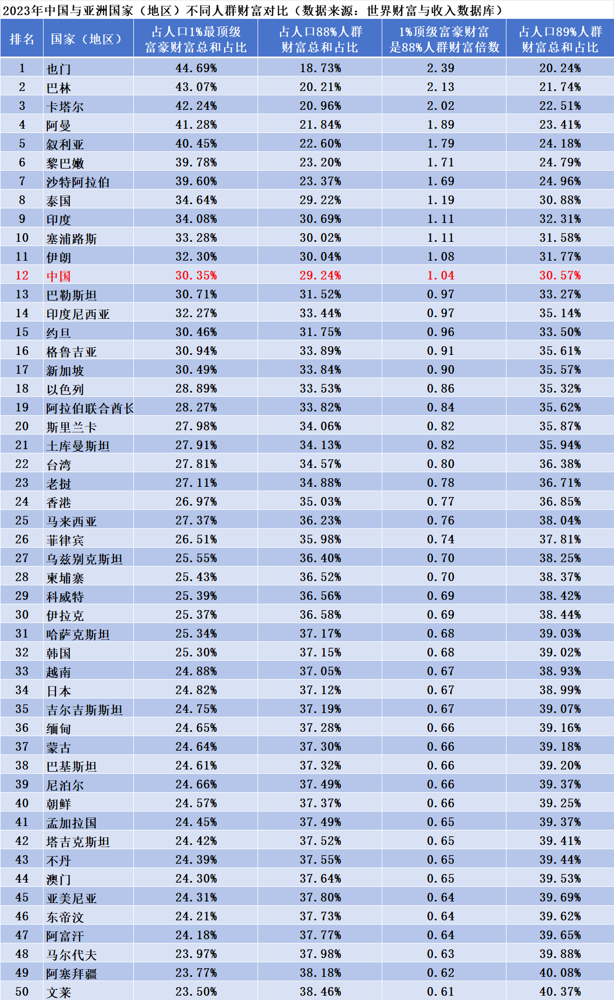 2023年中国与亚洲国家（地区）不同人群财富对比（数据来源：世界财富与收入数据库）
排名 国家（地区） 占人口1%最顶级富豪财富总和占比 占人口88%人群财富总和占比 1%顶级富豪财富是88%人群财富倍数 占人口89%人群财富总和占比
1 也门 44.69% 18.73% 2.39 20.24%
2 巴林 43.07% 20.21% 2.13 21.74%
3 卡塔尔 42.24% 20.96% 2.02 22.51%
4 阿曼 41.28% 21.84% 1.89 23.41%
5 叙利亚 40.45% 22.60% 1.79 24.18%
6 黎巴嫩 39.78% 23.20% 1.71 24.79%
7 沙特阿拉伯 39.60% 23.37% 1.69 24.96%
8 泰国 34.64% 29.22% 1.19 30.88%
9 印度 34.08% 30.69% 1.11 32.31%
10 塞浦路斯 33.28% 30.02% 1.11 31.58%
11 伊朗 32.30% 30.04% 1.08 31.77%
12 中国 30.35% 29.24% 1.04 30.57%
13 巴勒斯坦 30.71% 31.52% 0.97 33.27%
14 印度尼西亚 32.27% 33.44% 0.97 35.14%
15 约旦 30.46% 31.75% 0.96 33.50%
16 格鲁吉亚 30.94% 33.89% 0.91 35.61%
17 新加坡 30.49% 33.84% 0.90 35.57%
18 以色列 28.89% 33.53% 0.86 35.32%
19 阿拉伯联合酋长 28.27% 33.82% 0.84 35.62%
20 斯里兰卡 27.98% 34.06% 0.82 35.87%
21 土库曼斯坦 27.91% 34.13% 0.82 35.94%
22 台湾 27.81% 34.57% 0.80 36.38%
23 老挝 27.11% 34.88% 0.78 36.71%
24 香港 26.97% 35.03% 0.77 36.85%
25 马来西亚 27.37% 36.23% 0.76 38.04%
26 菲律宾 26.51% 35.98% 0.74 37.81%
27 乌兹别克斯坦 25.55% 36.40% 0.70 38.25%
28 柬埔寨 25.43% 36.52% 0.70 38.37%
29 科威特 25.39% 36.56% 0.69 38.42%
30 伊拉克 25.37% 36.58% 0.69 38.44%
31 哈萨克斯坦 25.34% 37.17% 0.68 39.03%
32 韩国 25.30% 37.15% 0.68 39.02%
33 越南 24.88% 37.05% 0.67 38.93%
34 日本 24.82% 37.12% 0.67 38.99%
35 吉尔吉斯斯坦 24.75% 37.19% 0.67 39.07%
36 缅甸 24.65% 37.28% 0.66 39.16%
37 蒙古 24.64% 37.30% 0.66 39.18%
38 巴基斯坦 24.61% 37.32% 0.66 39.20%
39 尼泊尔 24.66% 37.49% 0.66 39.37%
40 朝鲜 24.57% 37.37% 0.66 39.25%
41 孟加拉国 24.45% 37.49% 0.65 39.37%
42 塔吉克斯坦 24.42% 37.52% 0.65 39.41%
43 不丹 24.39% 37.55% 0.65 39.44%
44 澳门 24.30% 37.64% 0.65 39.53%
45 亚美尼亚 24.31% 37.80% 0.64 39.69%
46 东帝汶 24.21% 37.73% 0.64 39.62%
47 阿富汗 24.18% 37.77% 0.64 39.65%
48 马尔代夫 23.97% 37.98% 0.63 39.88%
49 阿塞拜疆 23.77% 38.18% 0.62 40.08%
50 文莱 23.50% 38.46% 0.61 40.37%